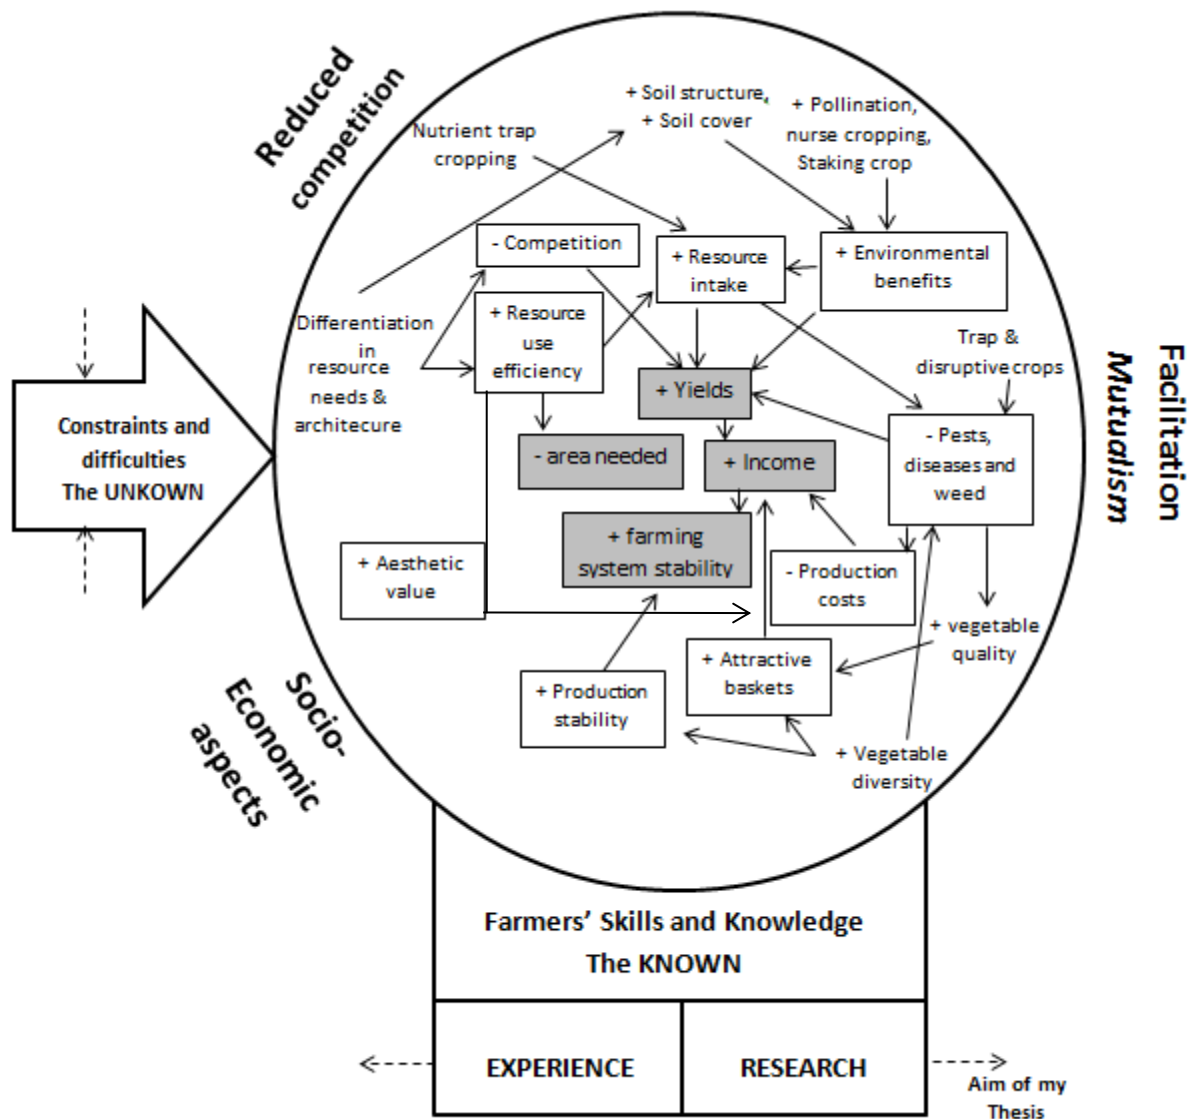 Reduced
competition
+ Soil structure,
+ Soil cover
+ Pollination,
nurse cropping,
Staking crop
Nutrient trap
cropping
- Competition
+ Resource
intake
+ Environmental
benefits
+ Resource
use
efficiency
Differentiation
in
resource
needs &
architecure
Trap &
disruptive crops
Facilitation
Mutualism
+ Yields
Constraints and
difficulties
The UNKOWN
- area needed
+ Income
- Pests,
diseases and
weed
+ farming
system stability
+ Aesthetic
value
- Production
costs
+ vegetable
quality
+ Attractive
baskets
+ Production
stability
+ Vegetable
diversity
Socio-
Economic
aspects
Farmers’ Skills and Knowledge
The KNOWN
EXPERIENCE
RESEARCH
Aim of my
Thesis